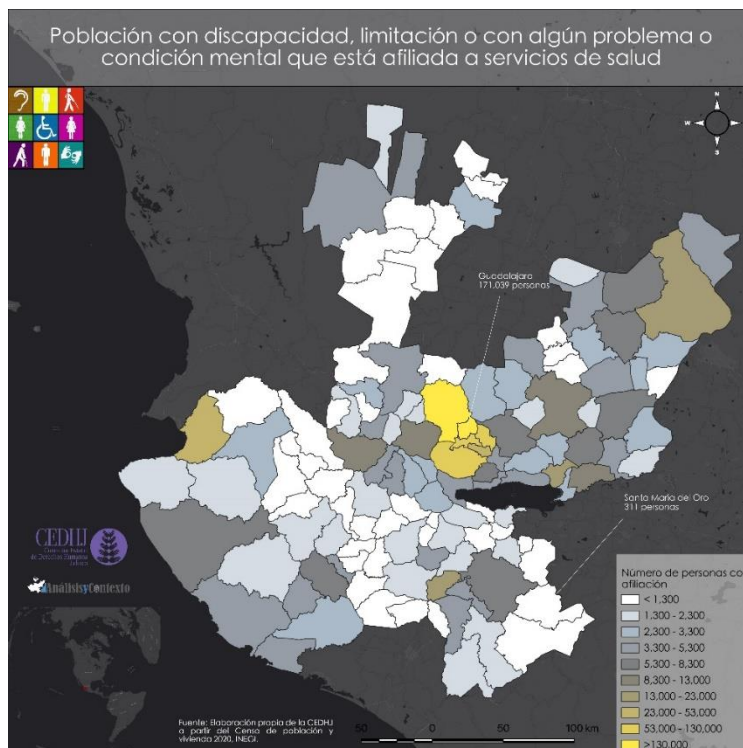 Población con discapacidad, limitación o con algún problema o
condición mental que está afiliada a servicios de salud
N
W
S
Guadalajara
171,039 personas
Santa María del Oro
311 personas
CEDHJ
AnálisisyContexto
Número de personas co
afiliación
< 1,300
1,300 - 2,300
2,300 - 3,300
3,300 - 5,300
5,300 - 8,300
8,300 - 13,000
13,000 - 23,000
23,000 - 53,000
53,000 - 130,000
>130,000
Fuente: Elaboración propia de la CEDHJ
a partir del Censo de población y
vivienda 2020, INEGI.
50 0 50 100 km